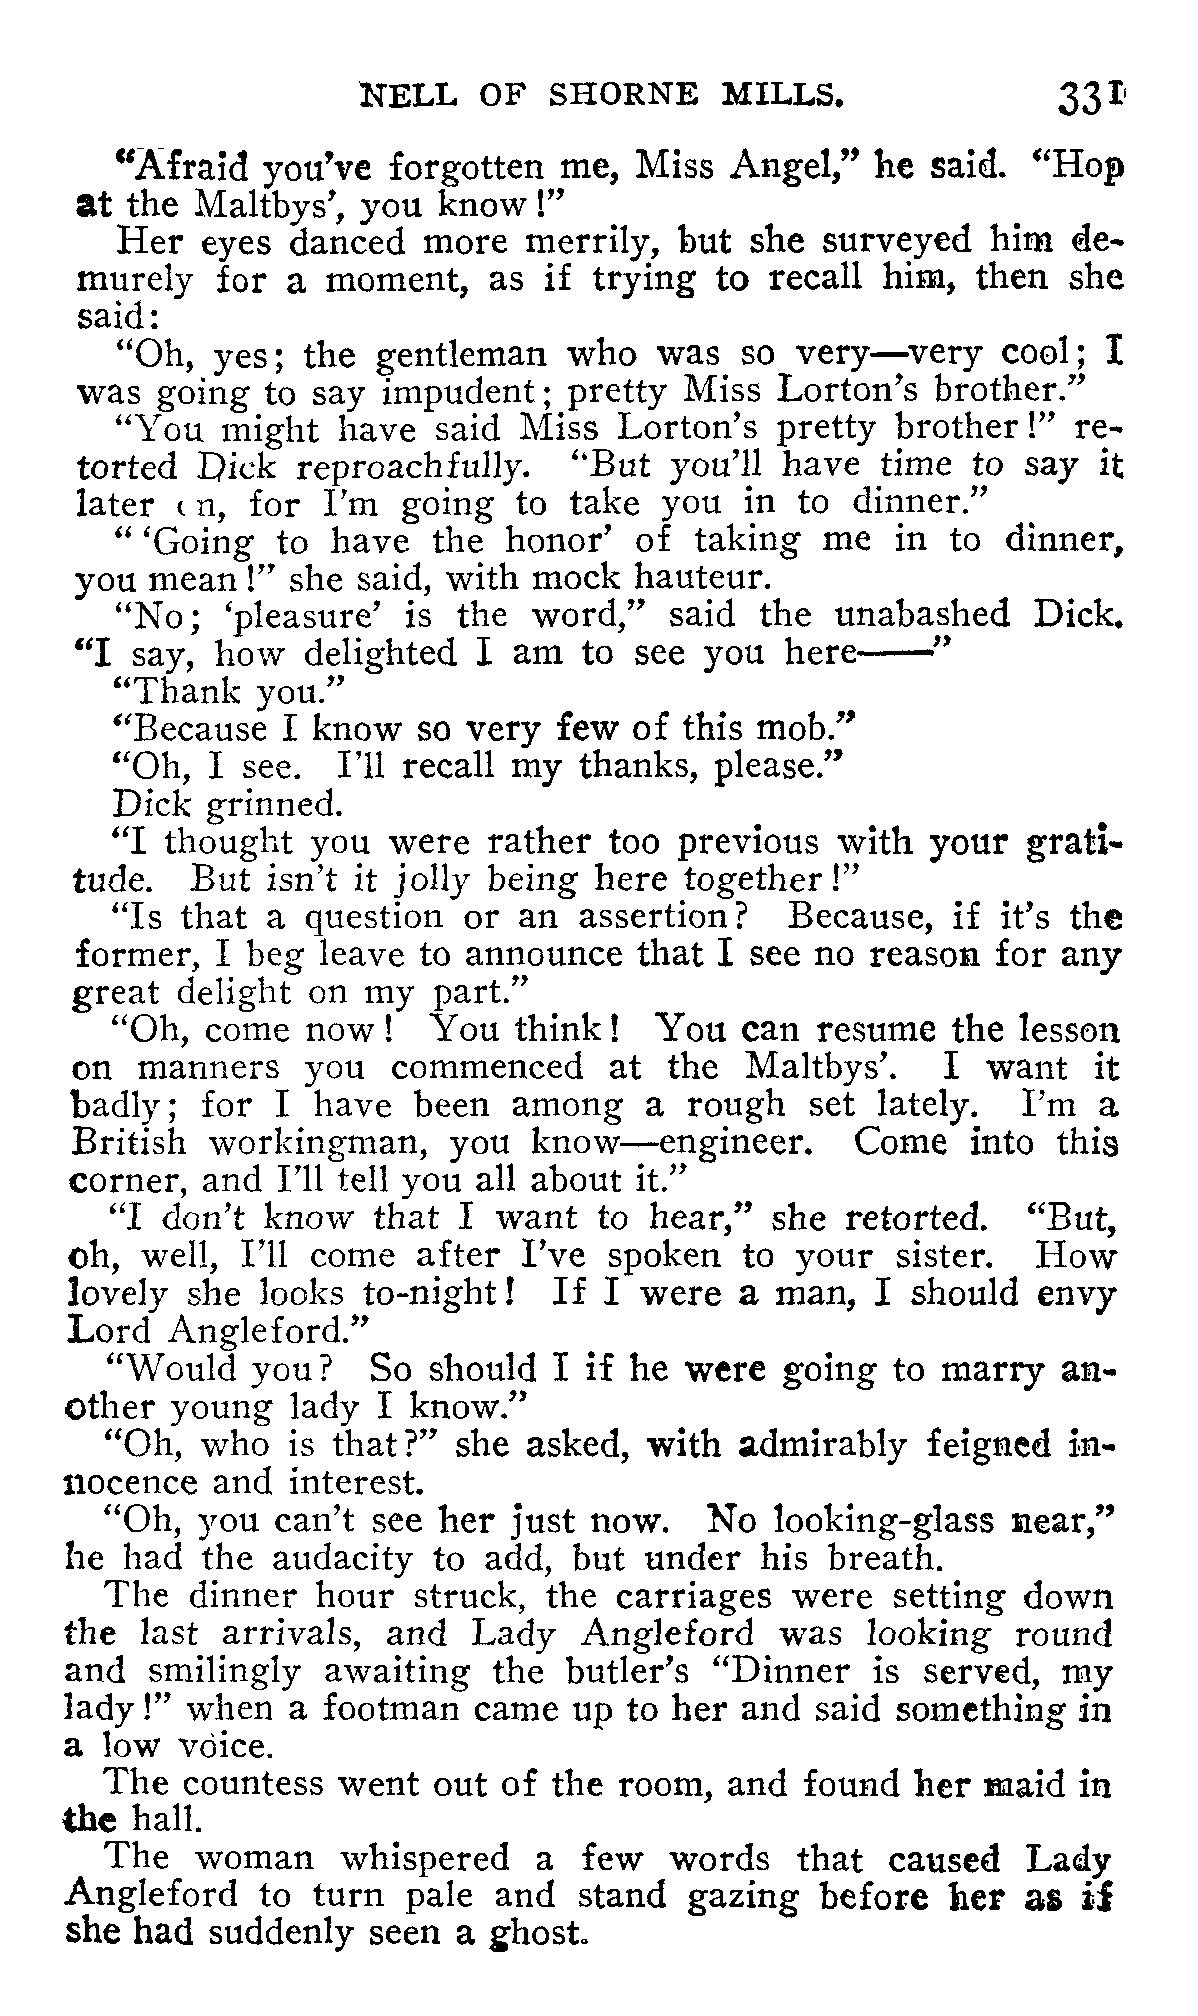 NELL OF SHORNE MILLS. 331
“Afraid you’ve forgotten me, Miss Angel,” he said. “Hop
at the Maltbys’, you know!”
Her eyes danced more merrily, but she surveyed him de-
murely for a moment, as if trying to recall him, then she
said:
“Oh, yes; the gentleman who was so very—very cool; I
was going to say impudent; pretty Miss Lorton’s brother.”
“You might have said Miss Lorton’s pretty brother!” re-
torted Dick reproachfully. “But you’ll have time to say it
later n, for I’m going to take you in to dinner.”
“ ‘Going to have the honor’ of taking me in to dinner,
you mean!” she said, with mock hauteur.
“No; ‘pleasure’ is the word,” said the unabashed Dick.
“I say, how delighted I am to see you here——”
“Thank you.”
“Because I know so very few of this mob.”
“Oh, I see. I’ll recall my thanks, please.”
Dick grinned.
“I thought you were rather too previous with your grati-
tude. But isn’t it jolly being here together!”
“Is that a question or an assertion? Because, if it’s the
former, I beg leave to announce that I see no reason for any
great delight on my part.”
“Oh, come now! You think! You can resume the lesson
on manners you commenced at the Maltbys’. I want it
badly; for I have been among a rough set lately. I’m a
British workingman, you know—engineer. Come into this
corner, and I’ll tell you all about it.”
“I don’t know that I want to hear,” she retorted. “But,
oh, well, I’ll come after I’ve spoken to your sister. How
lovely she looks to-night! If I were a man, I should envy
Lord Angleford.”
“Would you? So should I if he were going to marry an-
other young lady I know.”
“Oh, who is that?” she asked, with admirably feigned in-
nocence and interest.
“Oh, you can’t see her just now. No looking-glass near,”
he had the audacity to add, but under his breath.
The dinner hour struck, the carriages were setting down
the last arrivals, and Lady Angleford was looking round
and smilingly awaiting the butler’s “Dinner is served, my
lady!” when a footman came up to her and said something in
a low voice.
The countess went out of the room, and found her maid in
the hall.
The woman whispered a few words that caused Lady
Angleford to turn pale and stand gazing before her as if
she had suddenly seen a ghost.